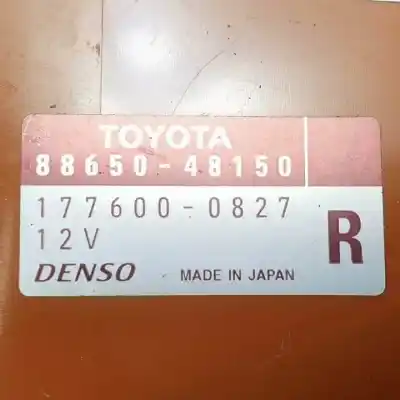 TOYOTA
88650-48150
177600-0827
12V
R
DENSO MADE IN JAPAN